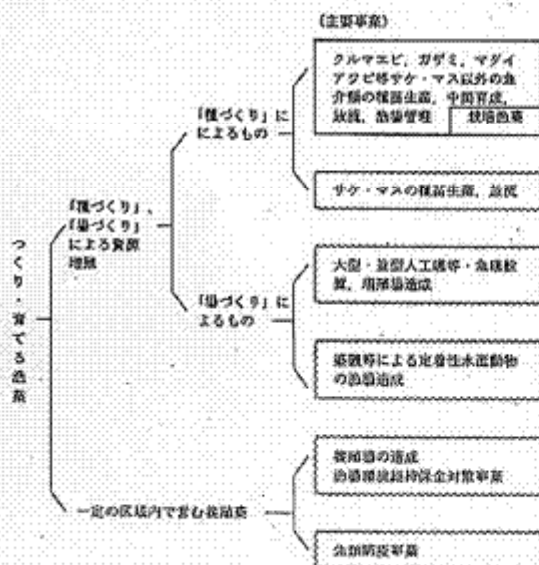 (主要事業)
クルマエビ、ガザミ、マダイ
アワビ等サケ・マス以外の魚
介類の種苗生産、中間育成、
放流、漁場管理
栽培漁業
「種づくり」に
によるもの
サケ・マスの種苗生産、放流
「種づくり」、
「場づくり」
による資源
増殖
つくり・育てる漁業
大型・並型人工礁等・魚礁設
置、増殖場造成
「場づくり」に
よるもの
築磯等による定着性水産動物
の漁場造成
養殖場の造成
漁場環境維持保全対策事業
一定の区域内で営む養殖業
魚類防疫事業